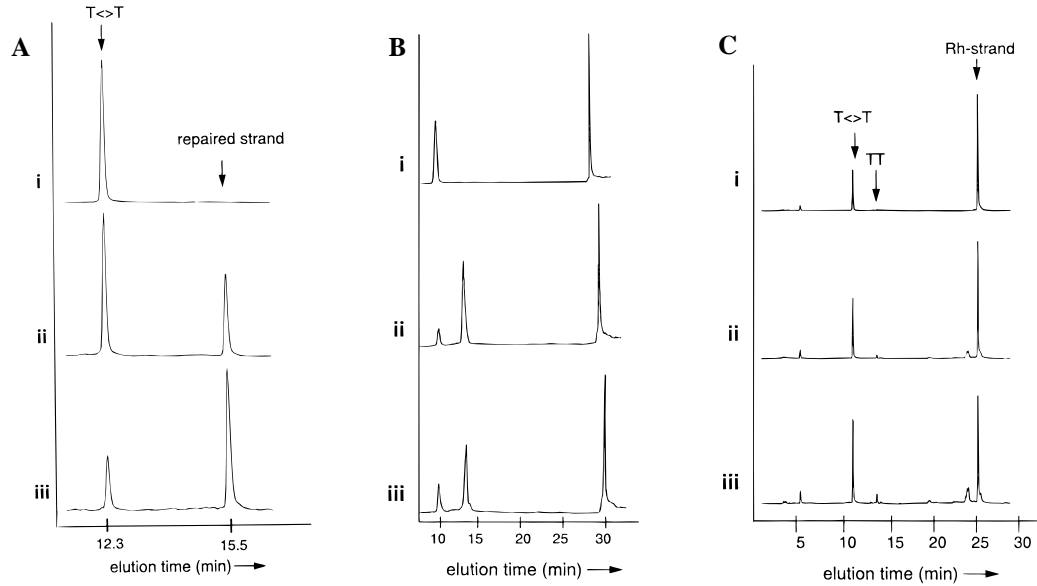 A
T<>T
repaired strand
i
ii
iii
12.3 15.5
elution time (min)
B
i
ii
iii
10 15 20 25 30
elution time (min)
C
Rh-strand
T<>T
TT
i
ii
iii
5 10 15 20 25 30
elution time (min)